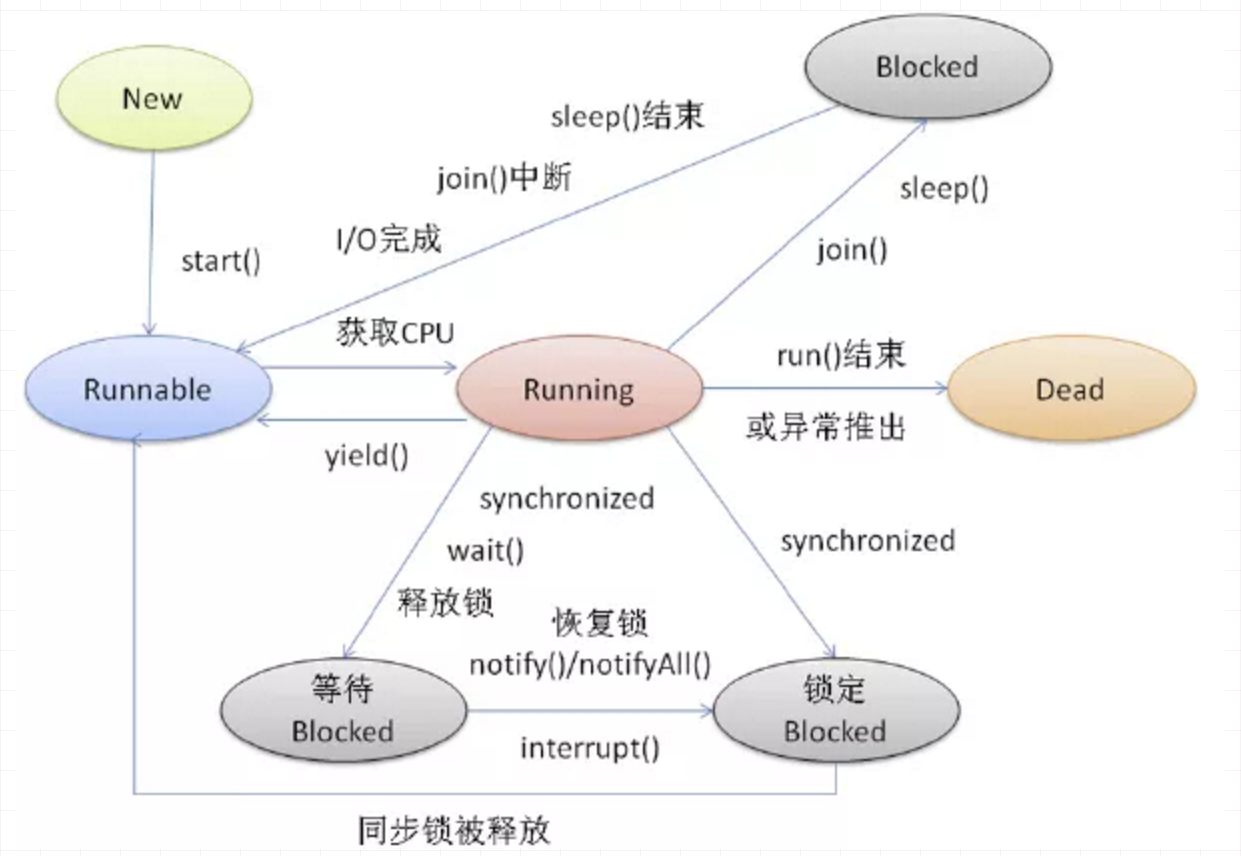 New
Blocked
sleep()结束
join()中断
sleep()
I/O完成
join()
start()
获取CPU
Runnable
Running
run()结束
Dead
或异常推出
yield()
synchronized
synchronized
wait()
释放锁
恢复锁
notify()/notifyAll()
等待
Blocked
锁定
Blocked
interrupt()
同步锁被释放